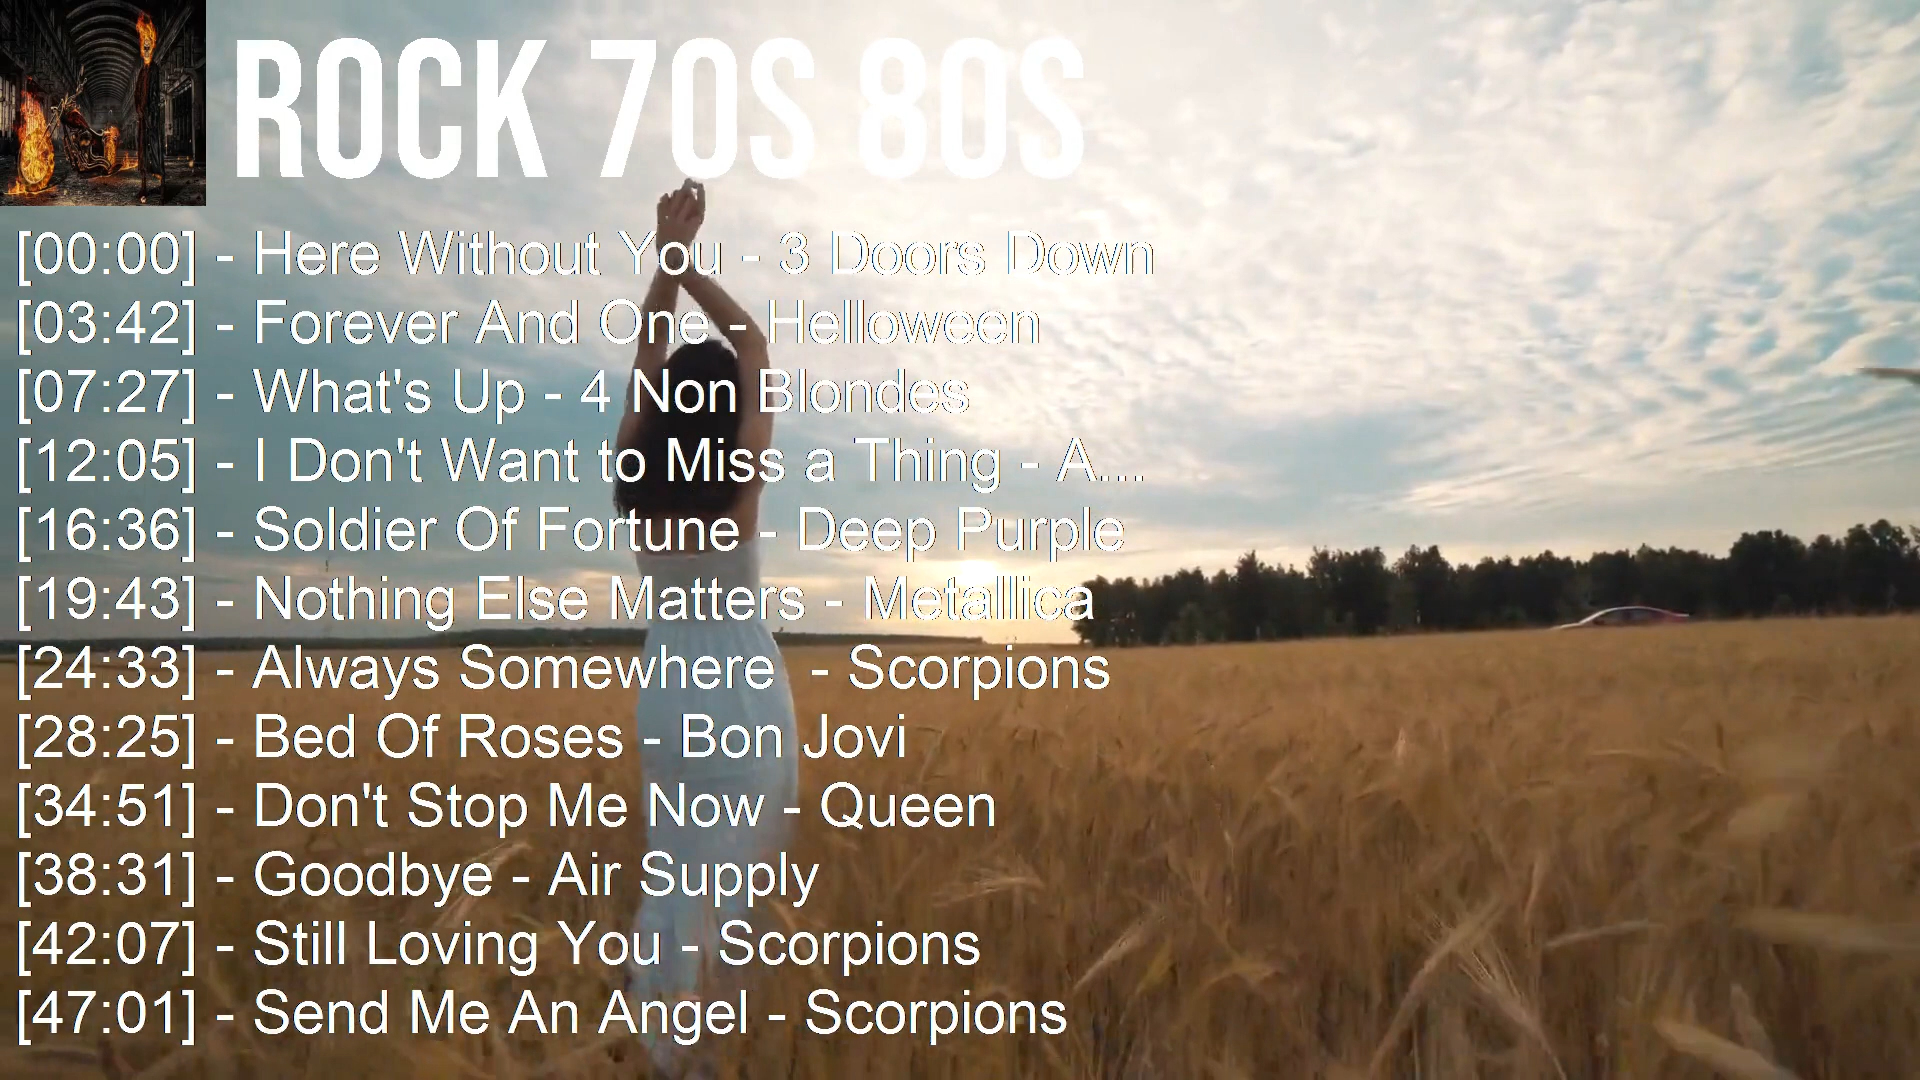 ROCK 70S 80S
[00:00] - Here Without You - 3 Doors Down
[03:42] - Forever And One - Helloween
[07:27] - What's Up - 4 Non Blondes
[12:05] - I Don't Want to Miss a Thing - A...
[16:36] - Soldier Of Fortune - Deep Purple
[19:43] - Nothing Else Matters - Metallica
[24:33] - Always Somewhere  - Scorpions
[28:25] - Bed Of Roses - Bon Jovi
[34:51] - Don't Stop Me Now - Queen
[38:31] - Goodbye - Air Supply
[42:07] - Still Loving You - Scorpions
[47:01] - Send Me An Angel - Scorpions